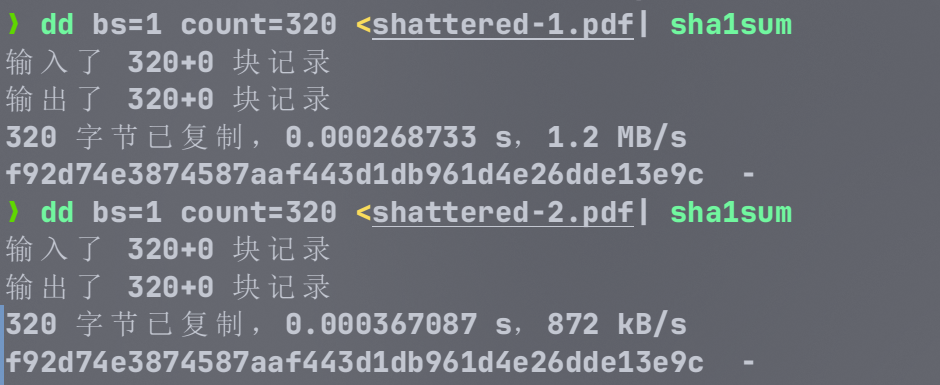 ❯ dd bs=1 count=320 <shattered-1.pdf| sha1sum
输入了 320+0 块记录
输出了 320+0 块记录
320 字节已复制，0.000268733 s，1.2 MB/s
f92d74e3874587aaf443d1db961d4e26dde13e9c  -
❯ dd bs=1 count=320 <shattered-2.pdf| sha1sum
输入了 320+0 块记录
输出了 320+0 块记录
320 字节已复制，0.000367087 s，872 kB/s
f92d74e3874587aaf443d1db961d4e26dde13e9c  -